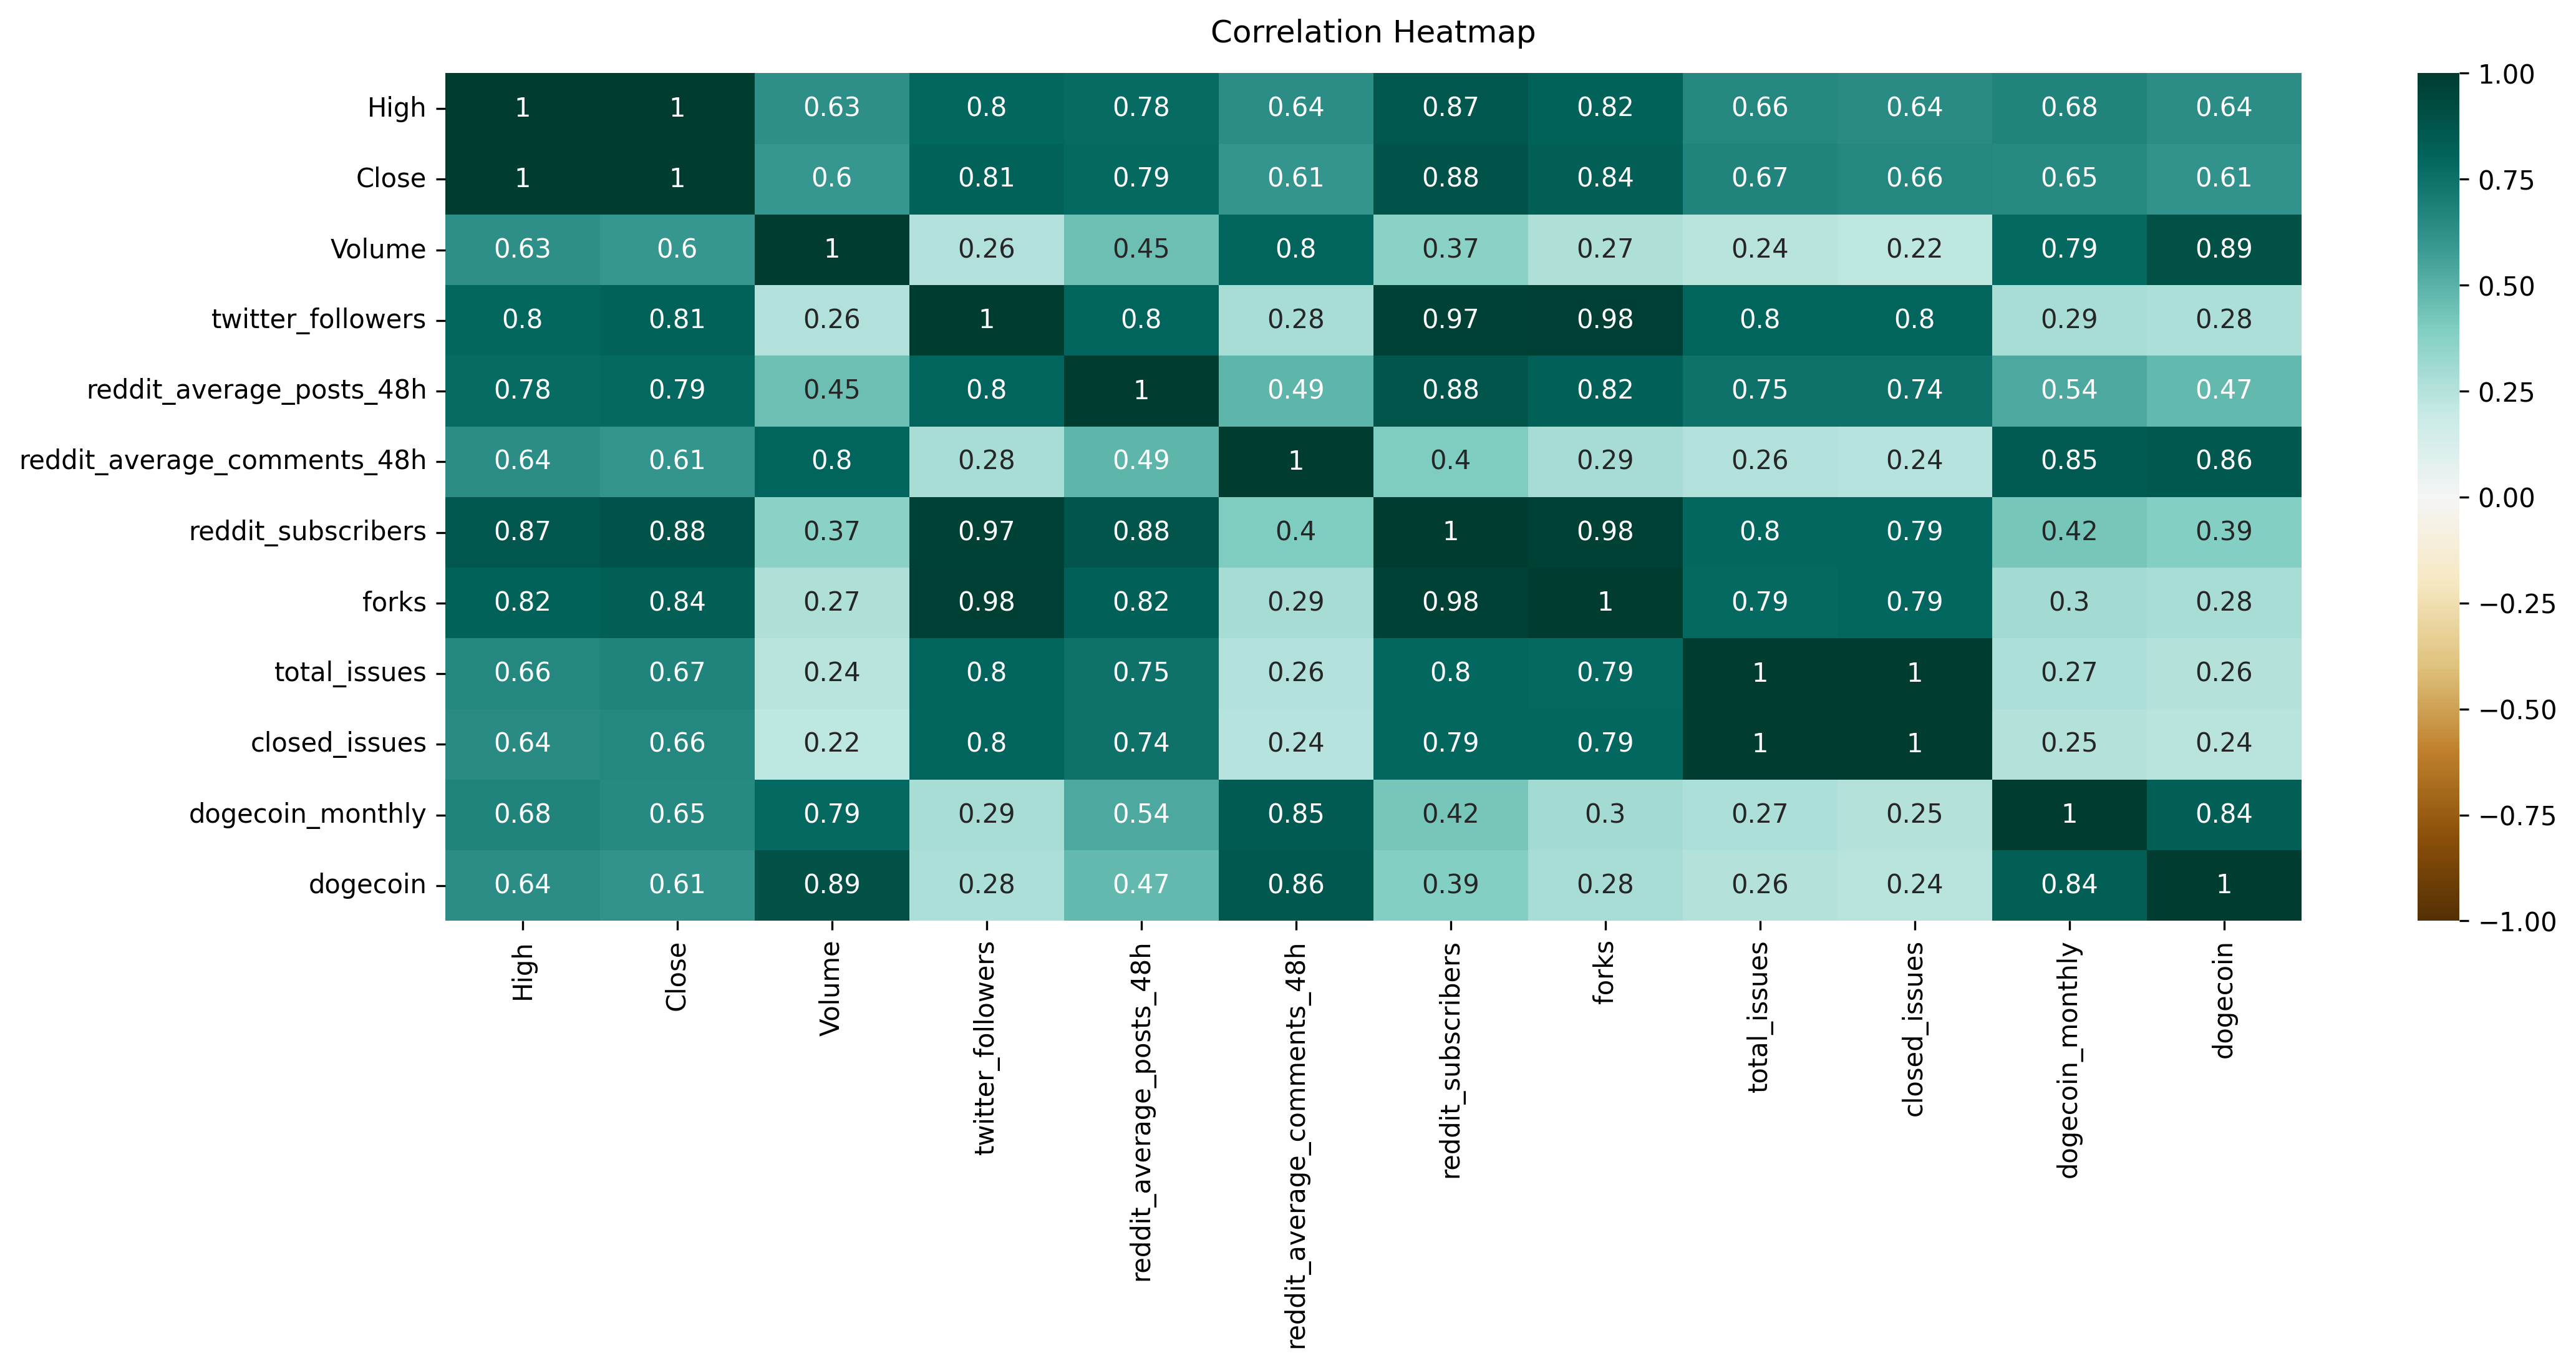 Correlation Heatmap
High 1 1 0.63 0.8 0.78 0.64 0.87 0.82 0.66 0.64 0.68 0.64
Close 1 1 0.6 0.81 0.79 0.61 0.88 0.84 0.67 0.66 0.65 0.61
Volume 0.63 0.6 1 0.26 0.45 0.8 0.37 0.27 0.24 0.22 0.79 0.89
twitter_followers 0.8 0.81 0.26 1 0.8 0.28 0.97 0.98 0.8 0.8 0.29 0.28
reddit_average_posts_48h 0.78 0.79 0.45 0.8 1 0.49 0.88 0.82 0.75 0.74 0.54 0.47
reddit_average_comments_48h 0.64 0.61 0.8 0.28 0.49 1 0.4 0.29 0.26 0.24 0.85 0.86
reddit_subscribers 0.87 0.88 0.37 0.97 0.88 0.4 1 0.98 0.8 0.79 0.42 0.39
forks 0.82 0.84 0.27 0.98 0.82 0.29 0.98 1 0.79 0.79 0.3 0.28
total_issues 0.66 0.67 0.24 0.8 0.75 0.26 0.8 0.79 1 1 0.27 0.26
closed_issues 0.64 0.66 0.22 0.8 0.74 0.24 0.79 0.79 1 1 0.25 0.24
dogecoin_monthly 0.68 0.65 0.79 0.29 0.54 0.85 0.42 0.3 0.27 0.25 1 0.84
dogecoin 0.64 0.61 0.89 0.28 0.47 0.86 0.39 0.28 0.26 0.24 0.84 1
High
Close
Volume
twitter_followers
reddit_average_posts_48h
reddit_average_comments_48h
reddit_subscribers
forks
total_issues
closed_issues
dogecoin_monthly
dogecoin
1.00
0.75
0.50
0.25
0.00
−0.25
−0.50
−0.75
−1.00